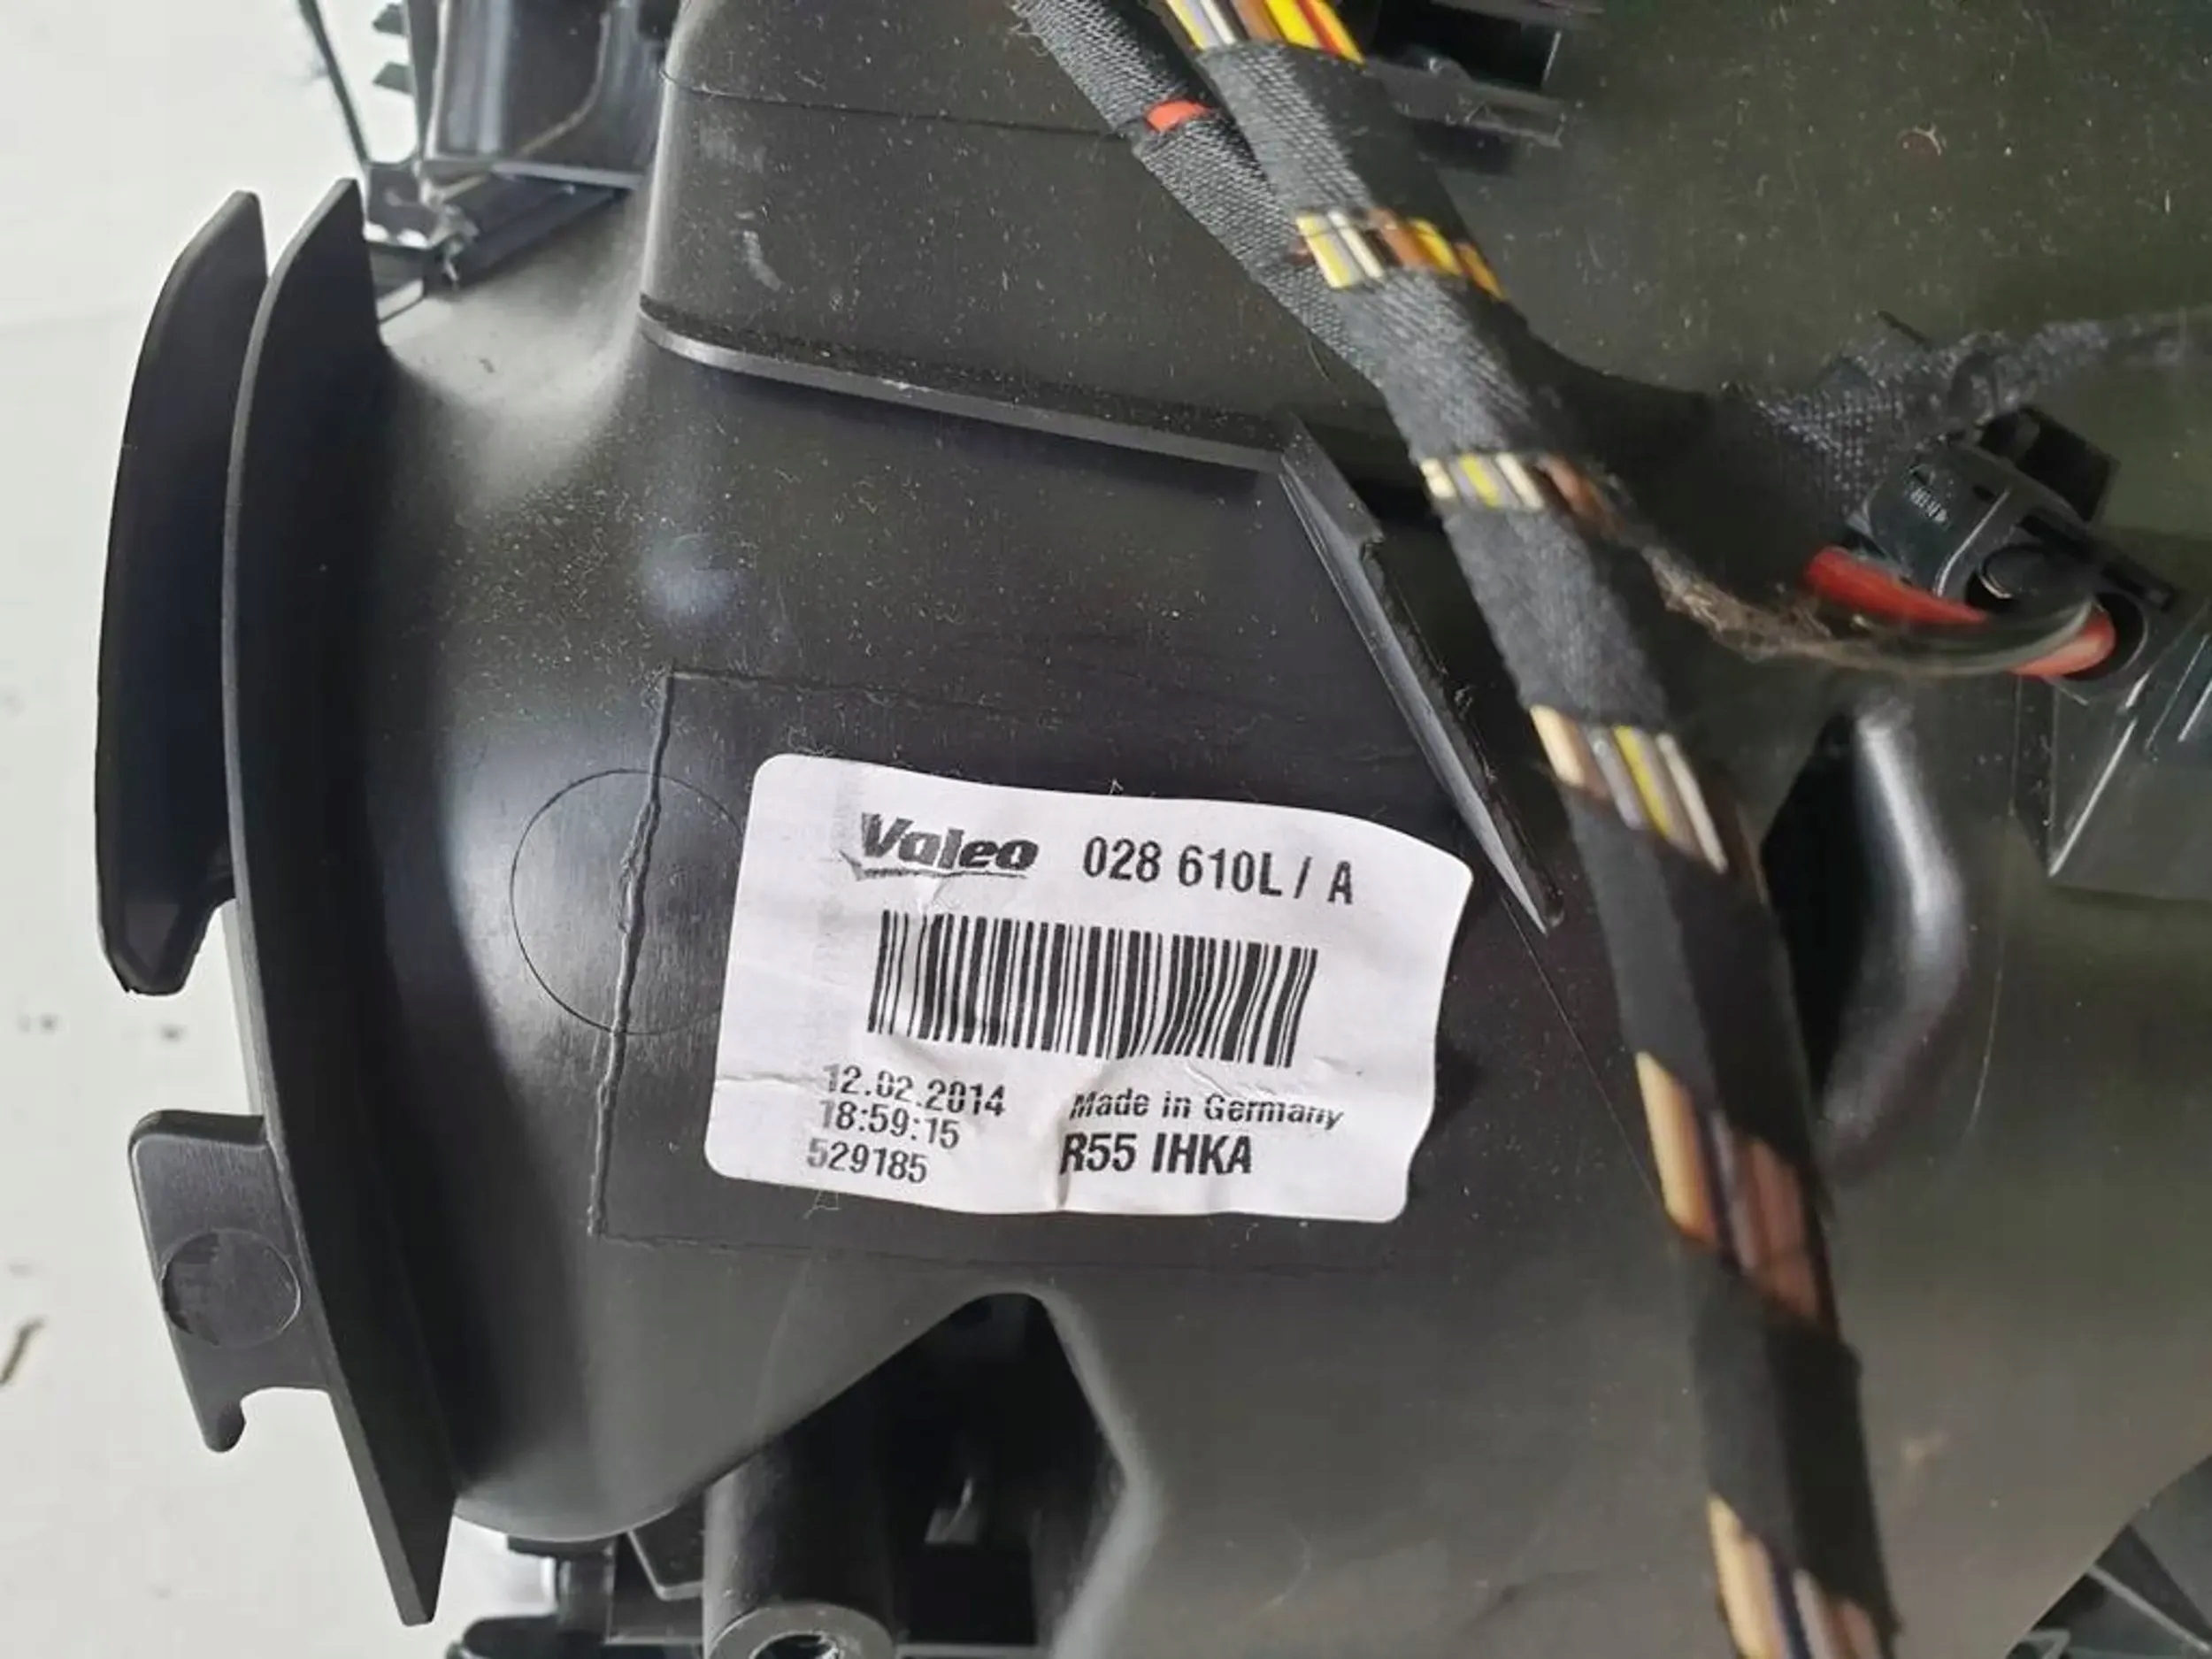 Valeo 028 610L / A
12.02.2014
18:59:15
529185
Made in Germany
R55 IHKA